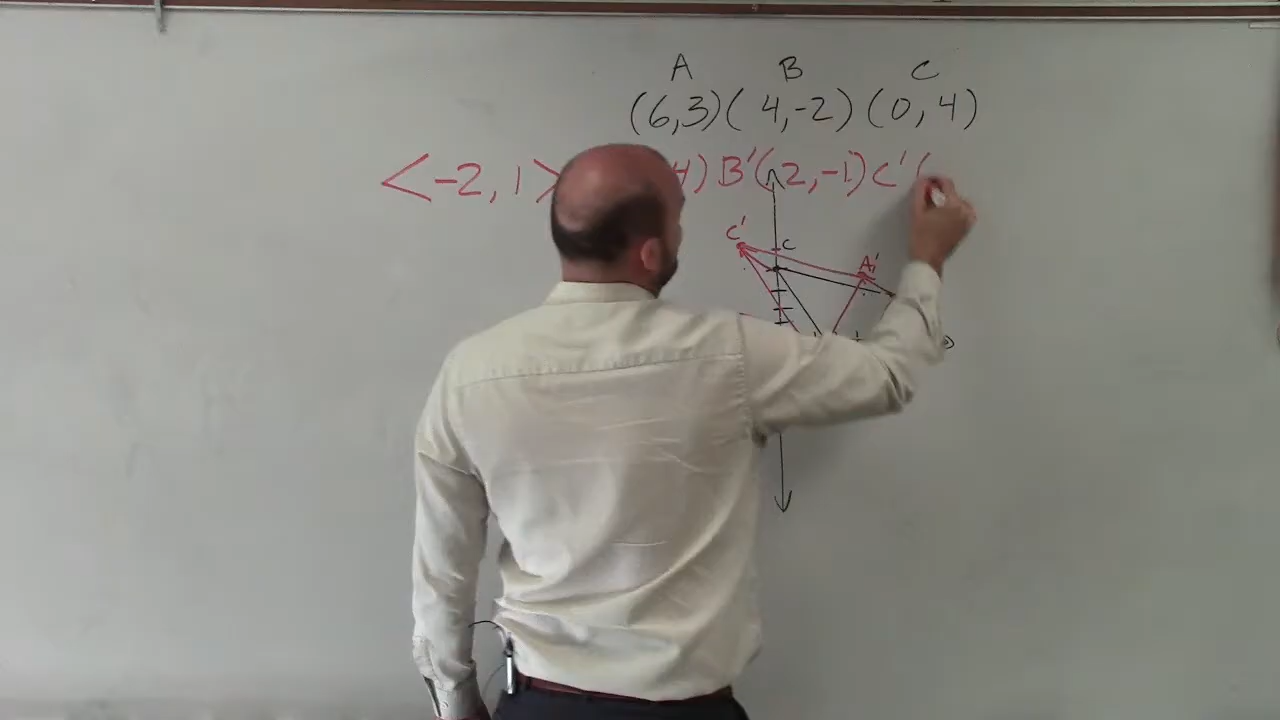 A B C
(6,3) (4,-2) (0,4)
<-2,1> 4) B'(2,-1) C'(
C' C A'